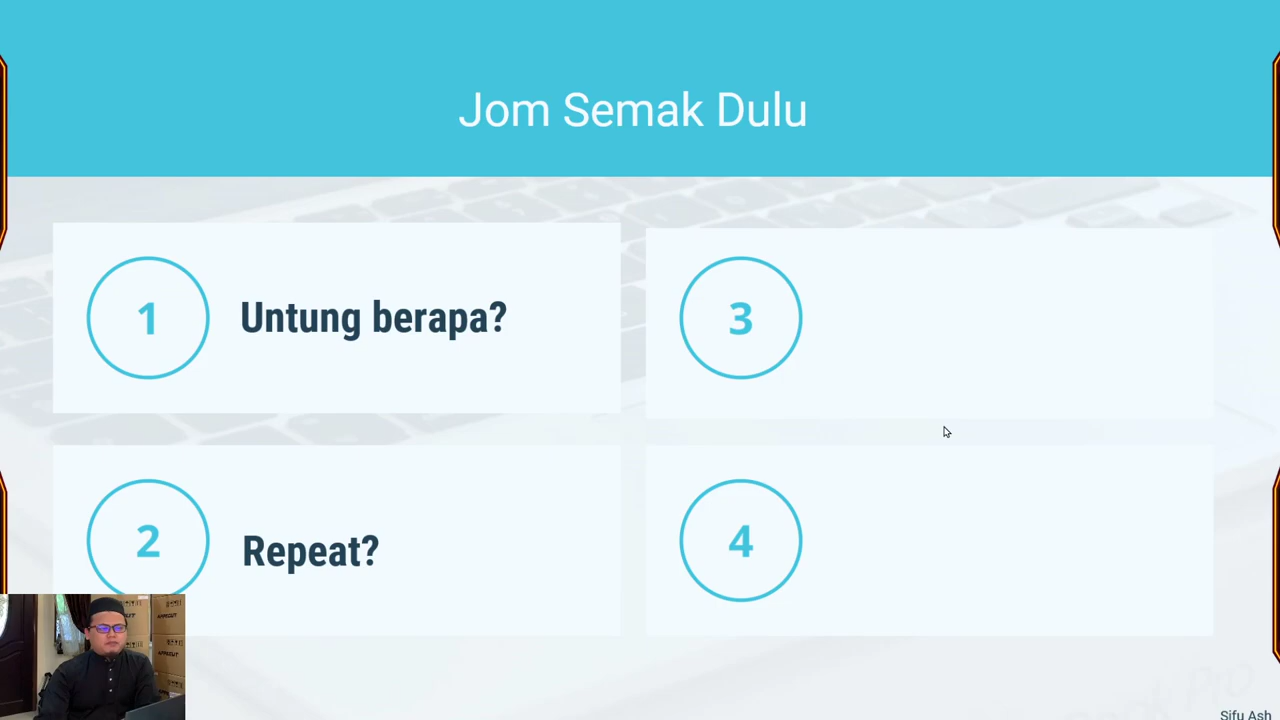 Jom Semak Dulu
1
Untung berapa?
2
Repeat?
3
4
Sifu Ash